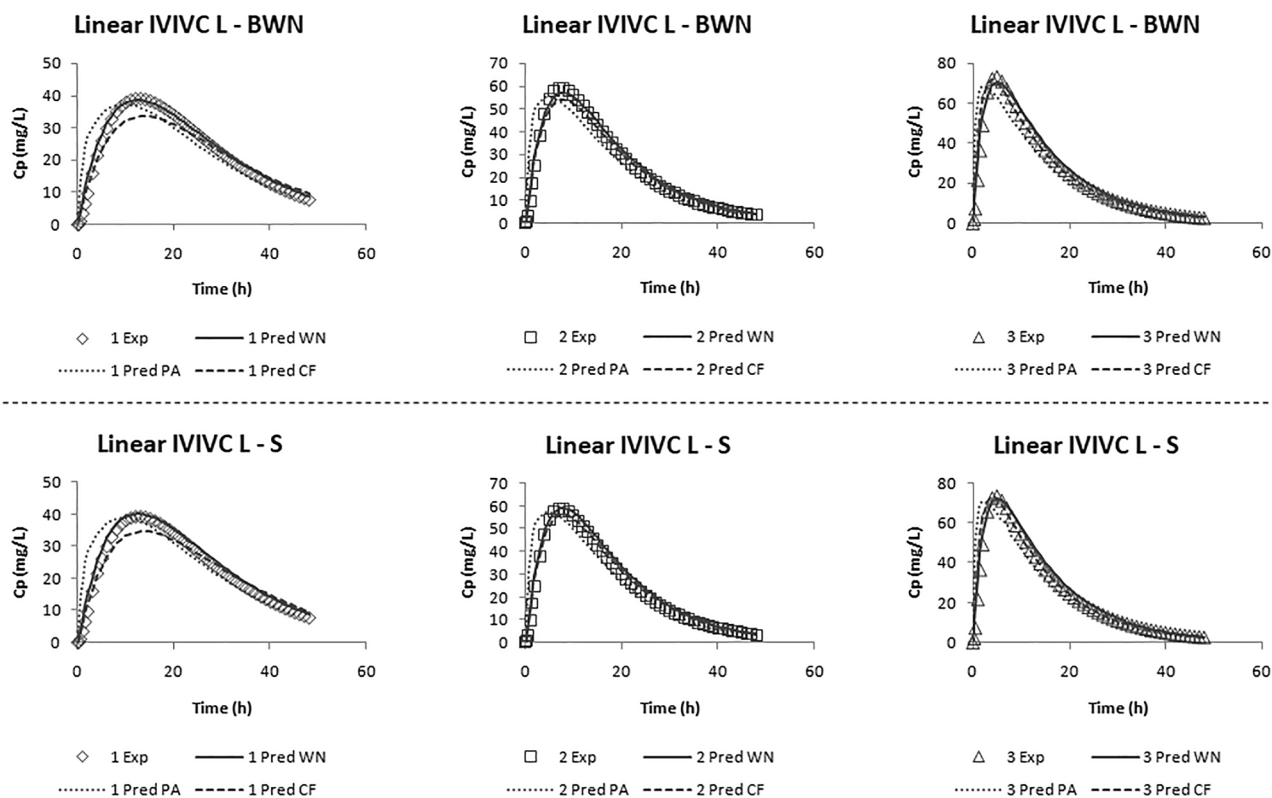 Linear IVIVC L - BWN
Linear IVIVC L - BWN
Linear IVIVC L - BWN
Cp (mg/L)
50
40
30
20
10
0
0 20 40 60
Time (h)
1 Exp 1 Pred WN
1 Pred PA 1 Pred CF
Cp (mg/L)
70
60
50
40
30
20
10
0
0 20 40 60
Time (h)
2 Exp 2 Pred WN
2 Pred PA 2 Pred CF
Cp (mg/L)
80
60
40
20
0
0 20 40 60
Time (h)
3 Exp 3 Pred WN
3 Pred PA 3 Pred CF
Linear IVIVC L - S
Linear IVIVC L - S
Linear IVIVC L - S
Cp (mg/L)
50
40
30
20
10
0
0 20 40 60
Time (h)
1 Exp 1 Pred WN
1 Pred PA 1 Pred CF
Cp (mg/L)
70
60
50
40
30
20
10
0
0 20 40 60
Time (h)
2 Exp 2 Pred WN
2 Pred PA 2 Pred CF
Cp (mg/L)
80
60
40
20
0
0 20 40 60
Time (h)
3 Exp 3 Pred WN
3 Pred PA 3 Pred CF